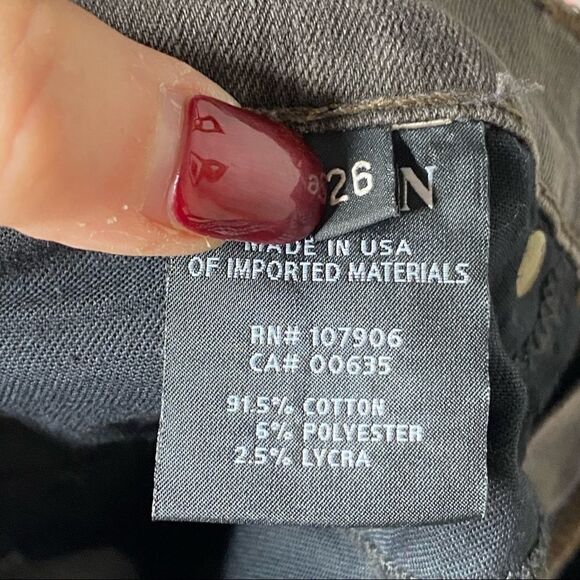 26 N
MADE IN USA
OF IMPORTED MATERIALS
RN# 107906
CA# 00635
91.5% COTTON
6% POLYESTER
2.5% LYCRA